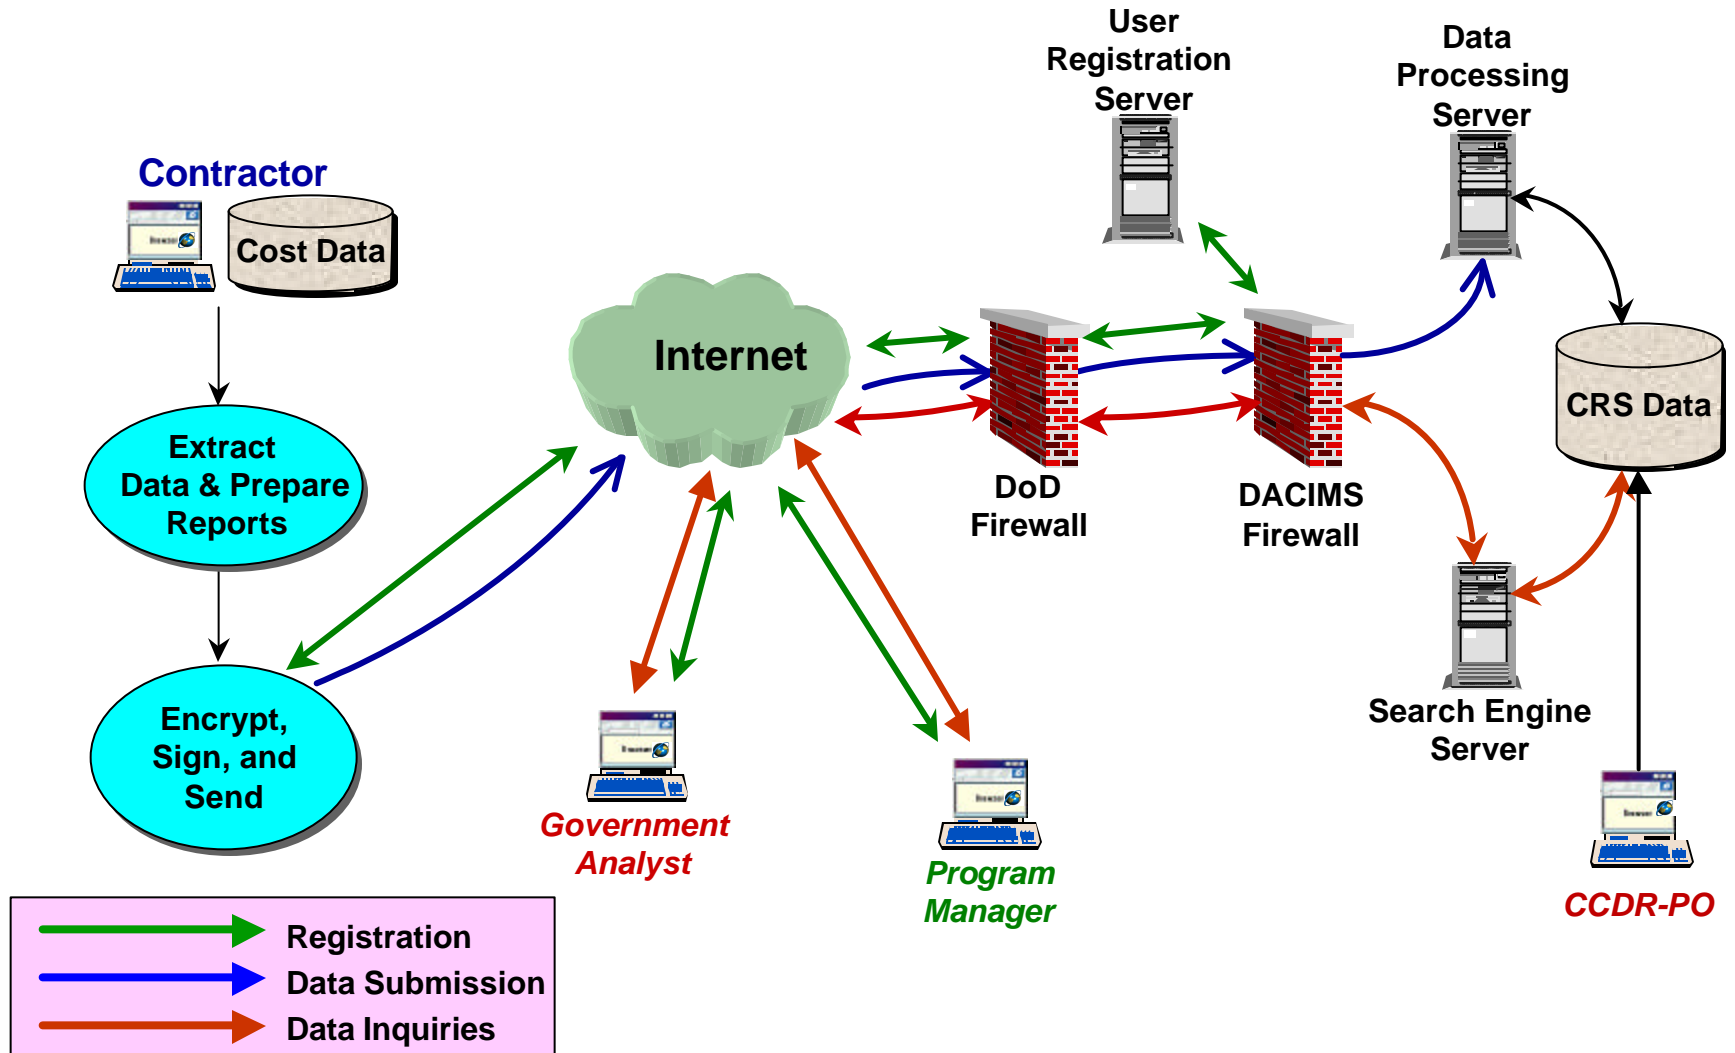 User
Registration
Server
Data
Processing
Server
Contractor
Cost Data
Internet
CRS Data
Extract
Data & Prepare
Reports
DoD
Firewall
DACIMS
Firewall
Encrypt,
Sign, and
Send
Search Engine
Server
Government
Analyst
Program
Manager
CCDR-PO
Registration
Data Submission
Data Inquiries